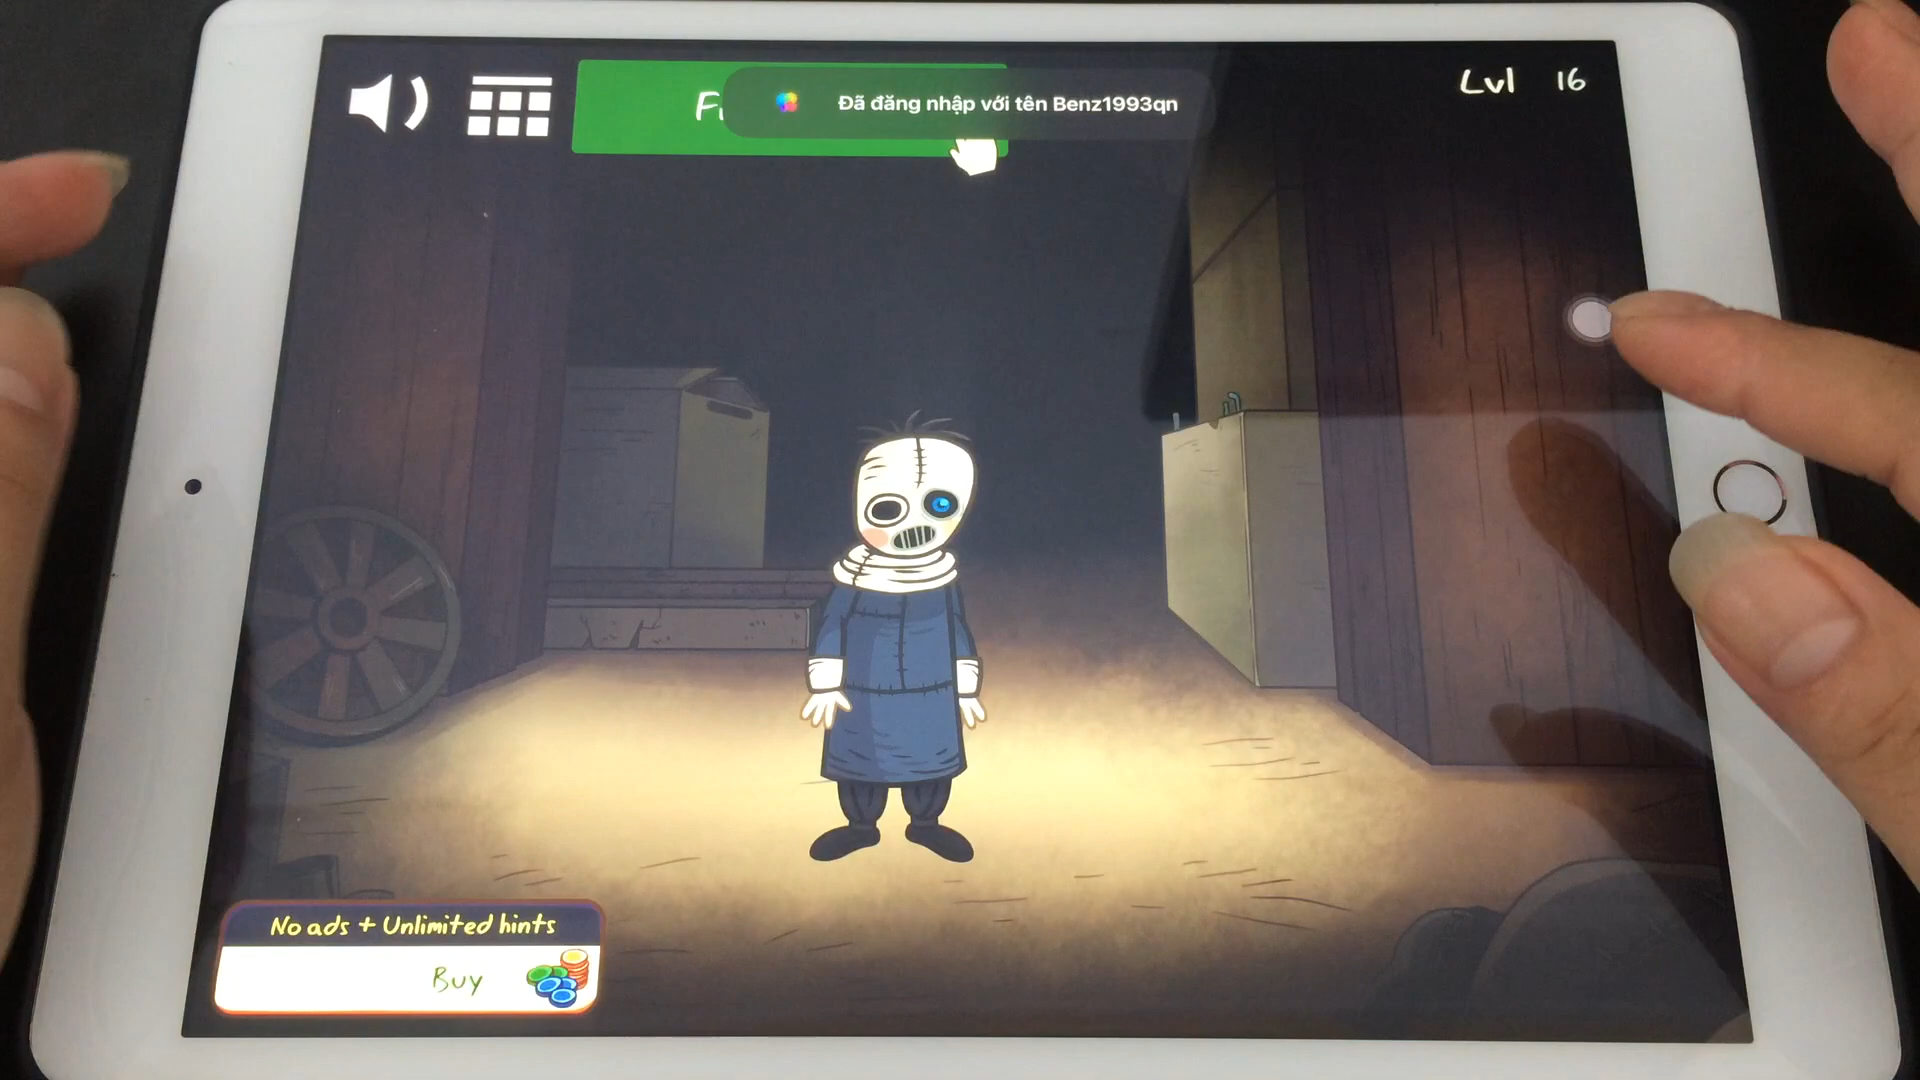 Đã đăng nhập với tên Benz1993qn
Lvl 16
No ads + Unlimited hints
Buy